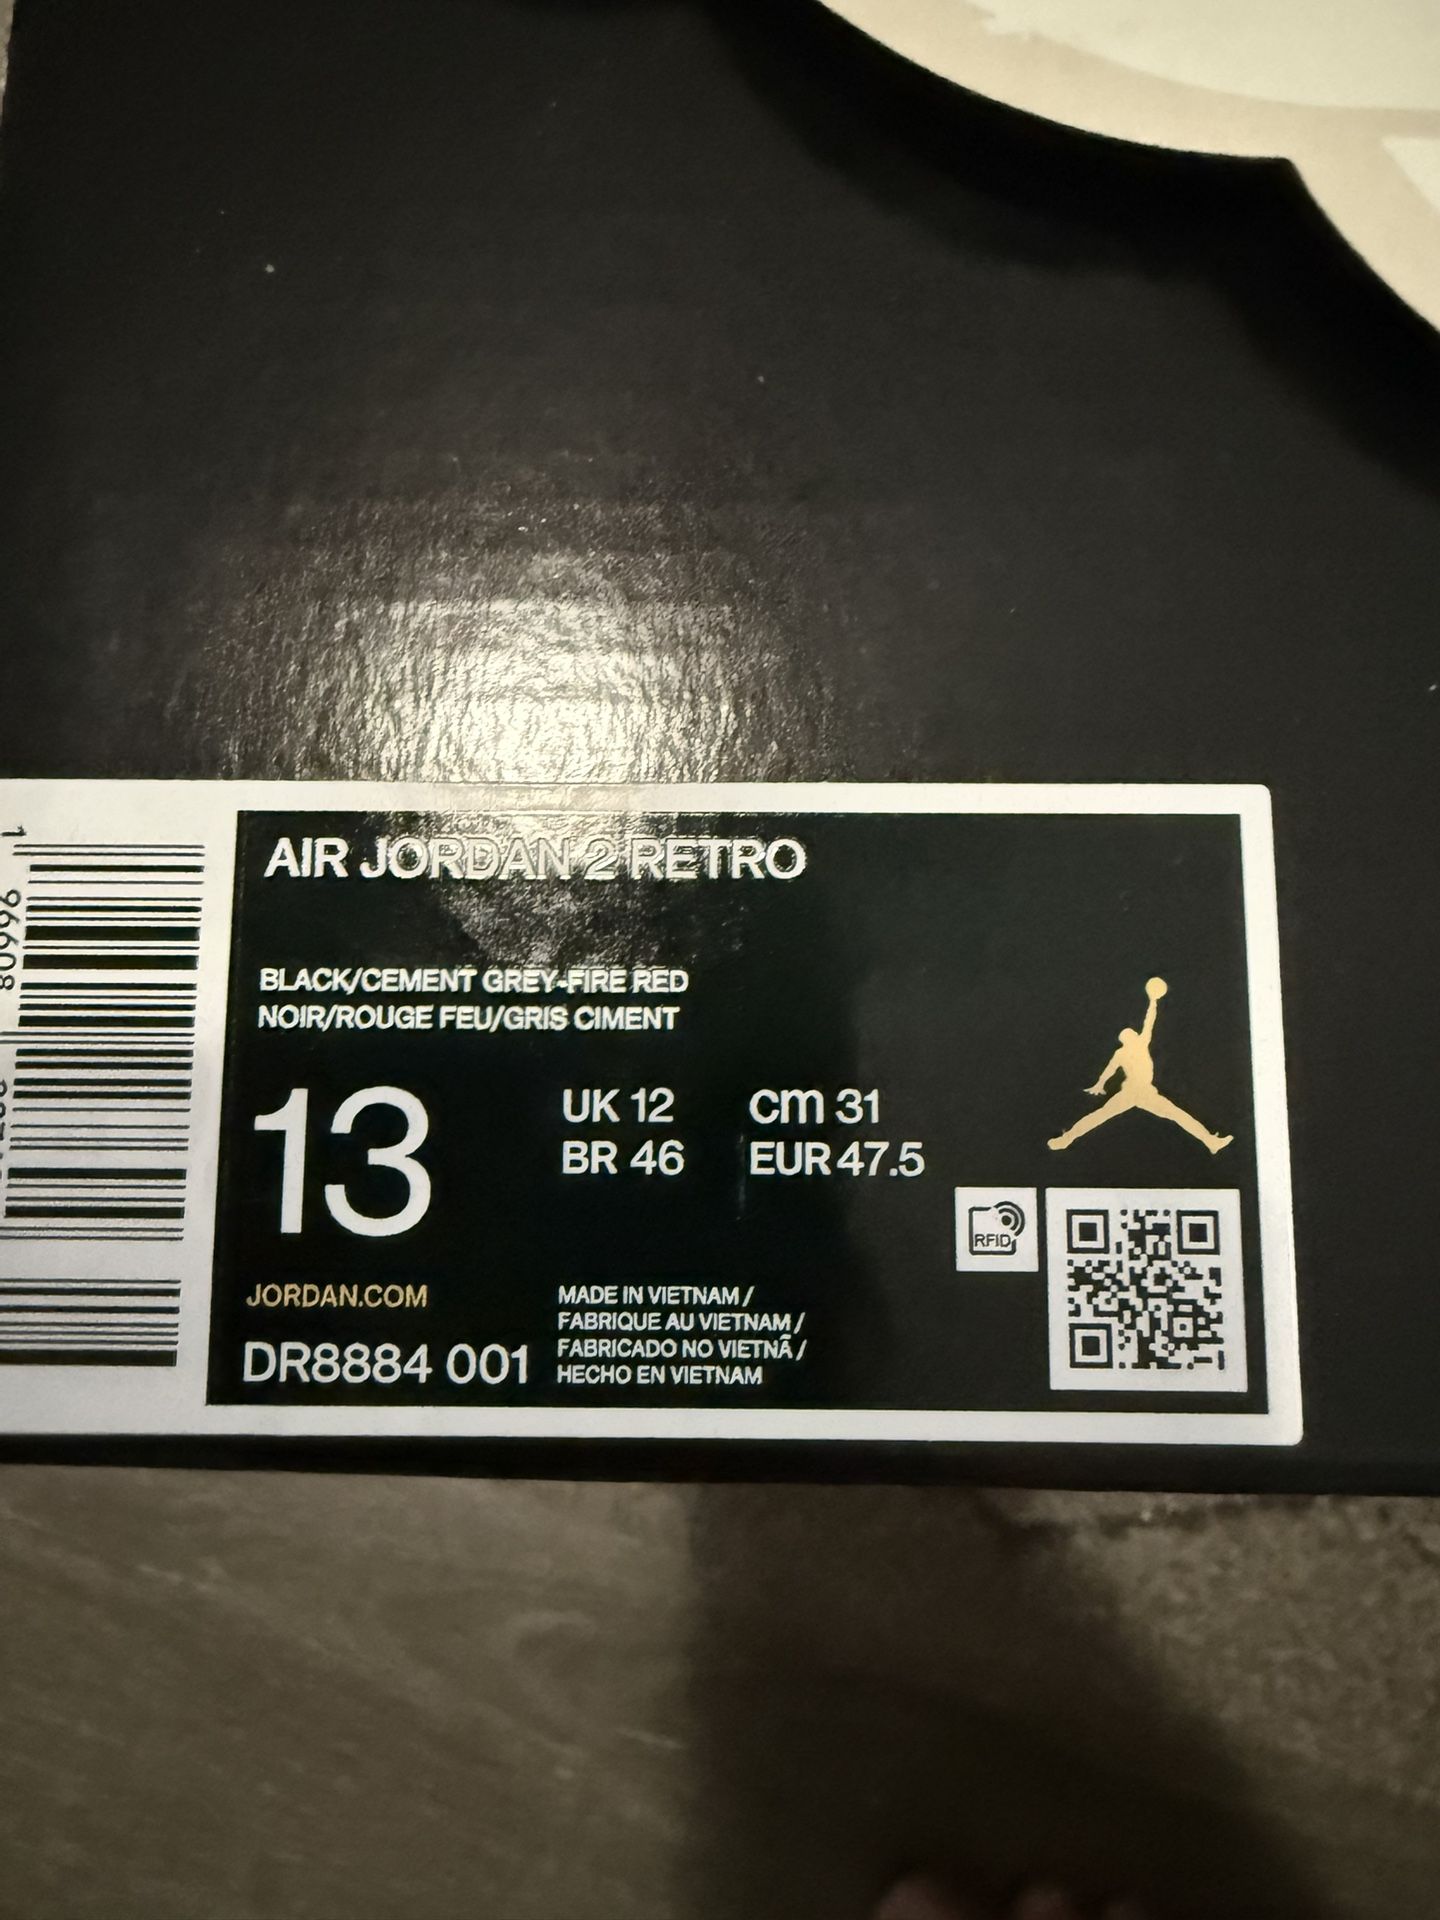 AIR JORDAN 2 RETRO
BLACK/CEMENT GREY-FIRE RED
NOIR/ROUGE FEU/GRIS CIMENT
13
UK 12
cm 31
BR 46
EUR 47.5
RFID
JORDAN.COM
DR8884 001
MADE IN VIETNAM /
FABRIQUE AU VIETNAM /
FABRICADO NO VIETNÃ /
HECHO EN VIETNAM
80996
1